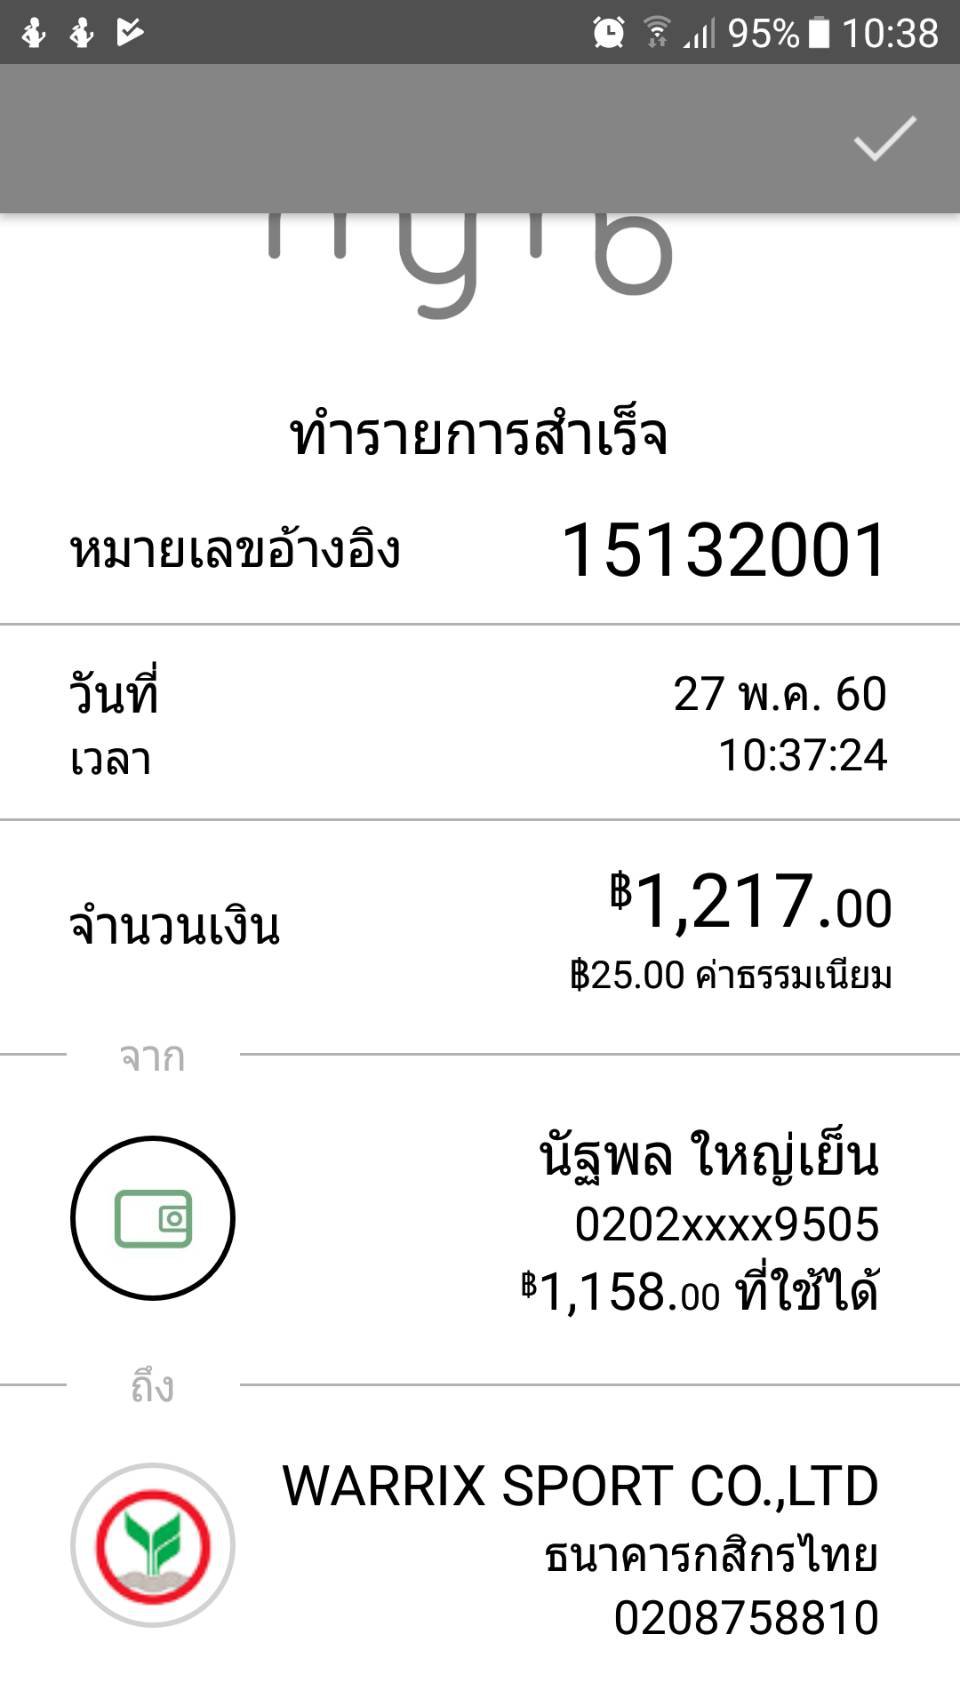 95% 10:38
ทำรายการสำเร็จ
หมายเลขอ้างอิง 15132001
วันที่ 27 พ.ค. 60
เวลา 10:37:24
จำนวนเงิน ฿1,217.00
฿25.00 ค่าธรรมเนียม
จาก
นัฐพล ใหญ่เย็น
0202xxxx9505
฿1,158.00 ที่ใช้ได้
ถึง
WARRIX SPORT CO.,LTD
ธนาคารกสิกรไทย
0208758810